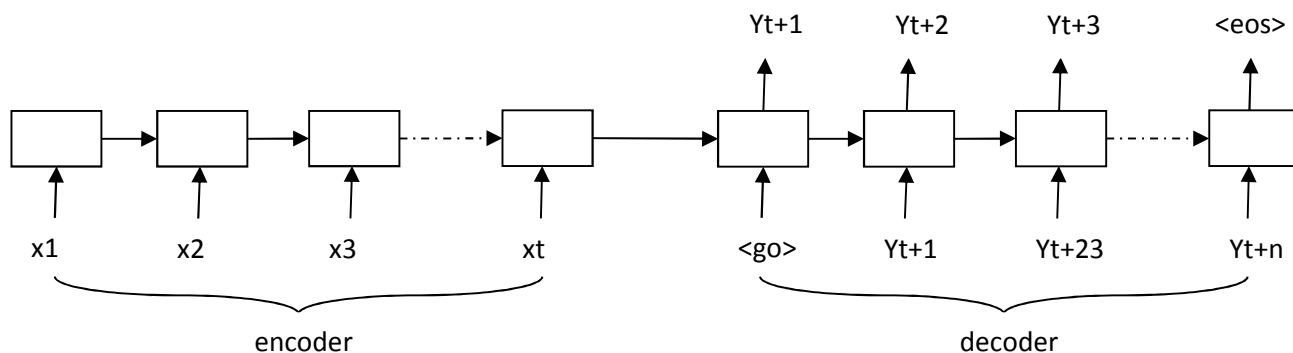 Yt+1 Yt+2 Yt+3 <eos>
x1 x2 x3 xt <go> Yt+1 Yt+23 Yt+n
encoder decoder